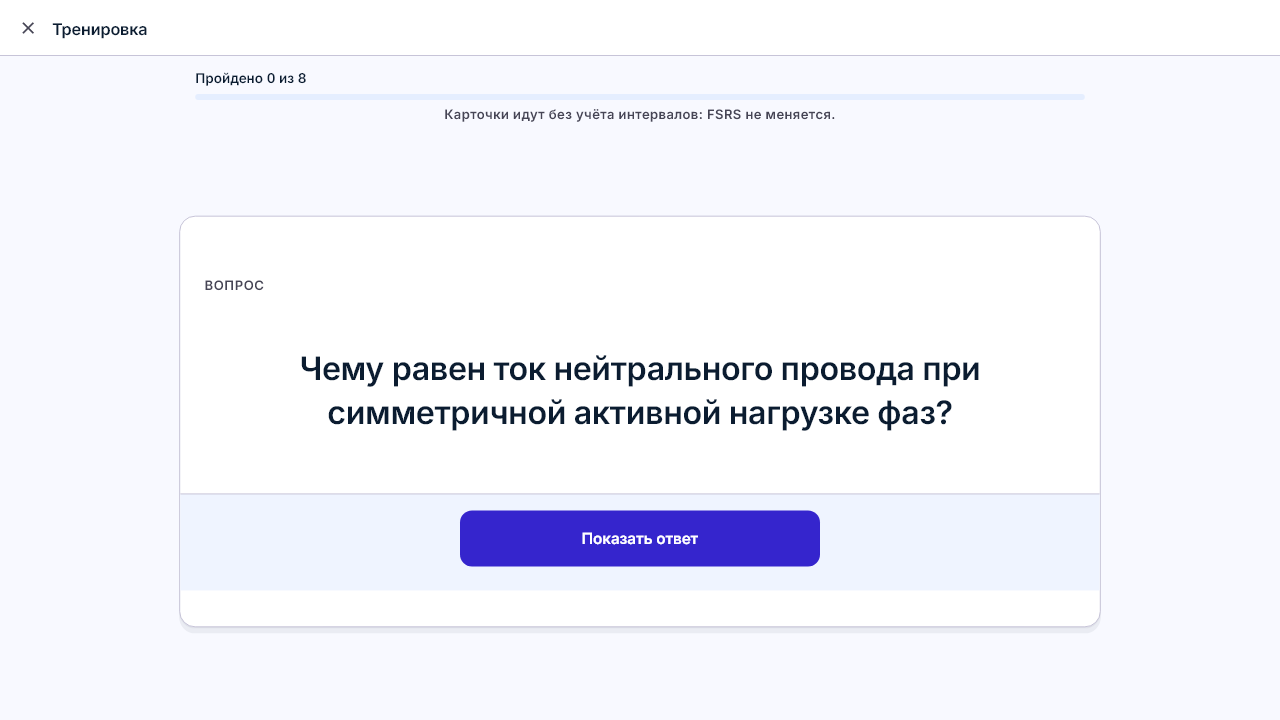 Тренировка
Пройдено 0 из 8
Карточки идут без учёта интервалов: FSRS не меняется.
ВОПРОС
Чему равен ток нейтрального провода при
симметричной активной нагрузке фаз?
Показать ответ